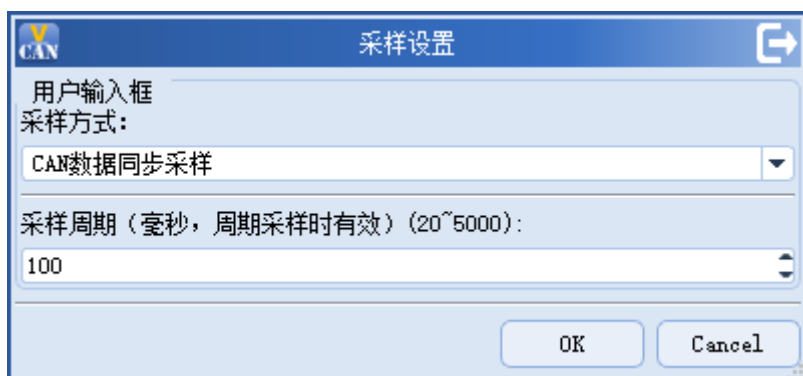 V
CAN
采样设置
用户输入框
采样方式:
CAN数据同步采样
采样周期（毫秒，周期采样时有效）(20~5000):
100
OK
Cancel